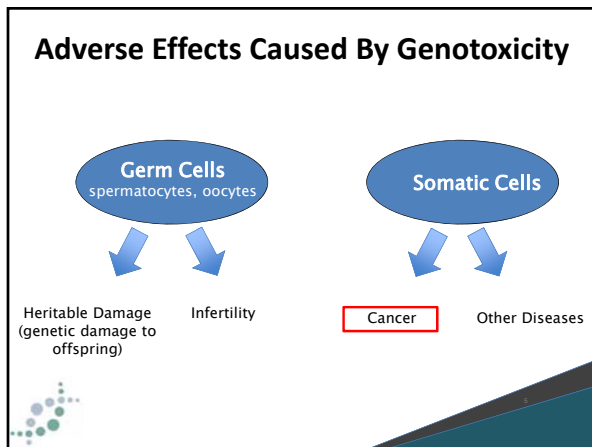 Adverse Effects Caused By Genotoxicity
Germ Cells
spermatocytes, oocytes
Somatic Cells
Heritable Damage
(genetic damage to
offspring)
Infertility
Cancer
Other Diseases
5